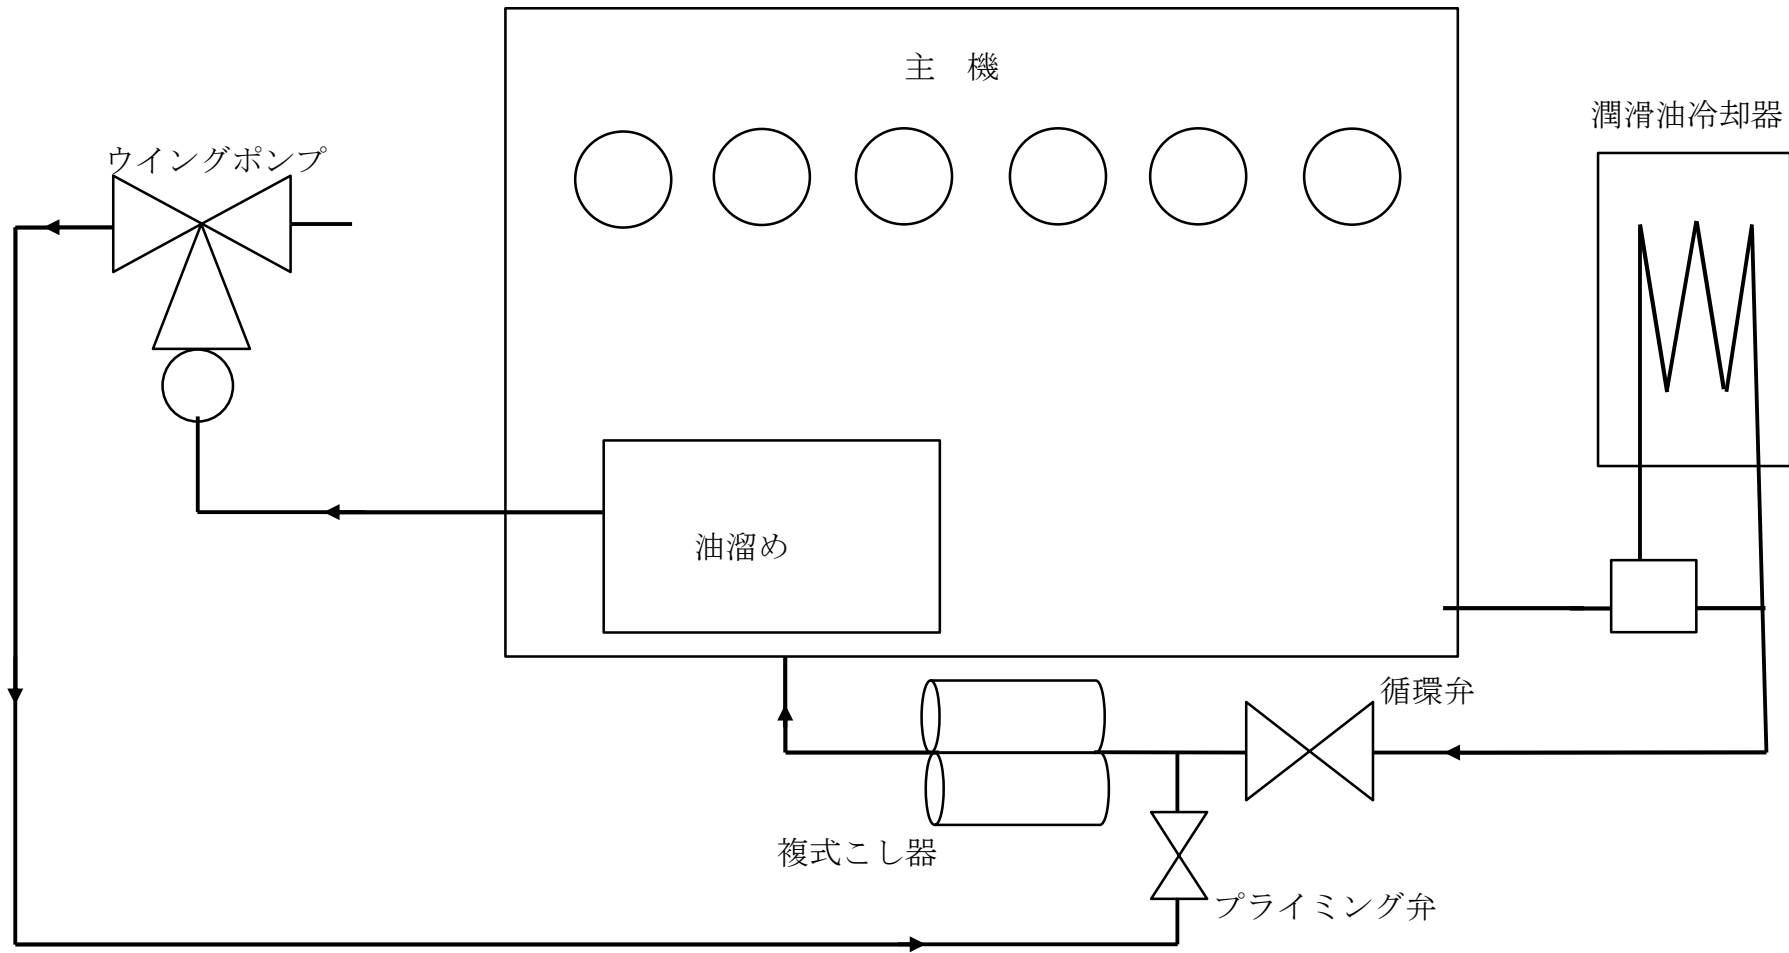 主　機
潤滑油冷却器
ウイングポンプ
油溜め
循環弁
複式こし器
プライミング弁